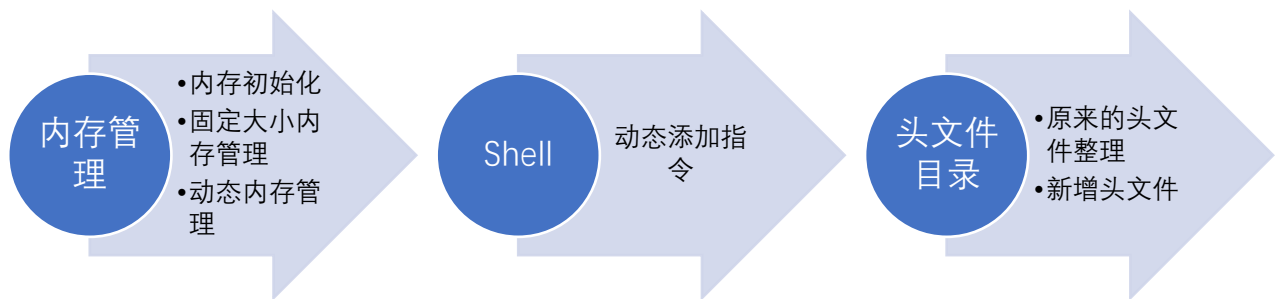 内存管
理
•内存初始化
•固定大小内
存管理
•动态内存管
理
Shell
动态添加指
令
头文件
目录
•原来的头文
件整理
•新增头文件